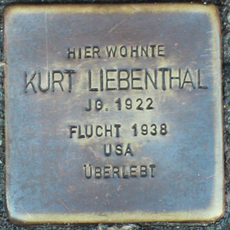 HIER WOHNTE
KURT LIEBENTHAL
JG. 1922
FLUCHT 1938
USA
ÜBERLEBT